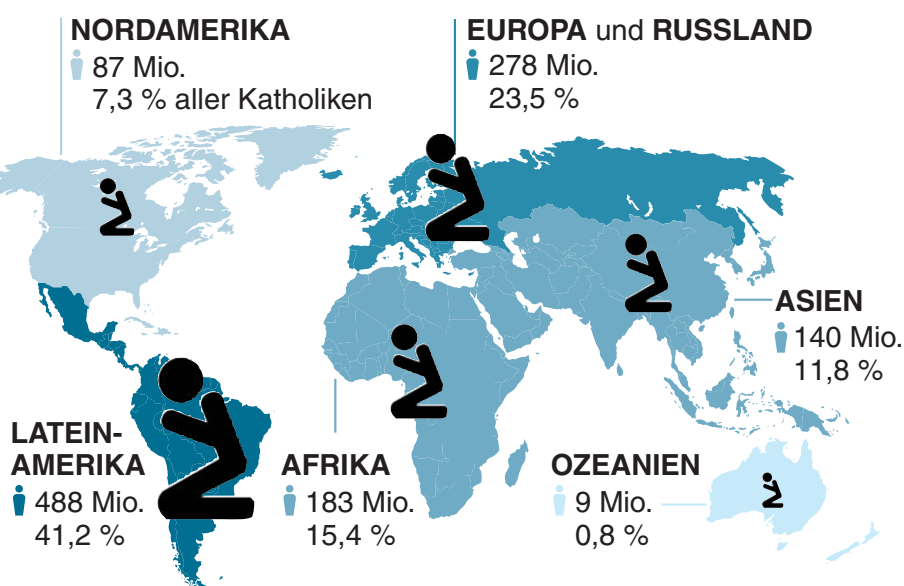 NORDAMERIKA
87 Mio.
7,3 % aller Katholiken
EUROPA und RUSSLAND
278 Mio.
23,5 %
ASIEN
140 Mio.
11,8 %
LATEIN-
AMERIKA
488 Mio.
41,2 %
AFRIKA
183 Mio.
15,4 %
OZEANIEN
9 Mio.
0,8 %